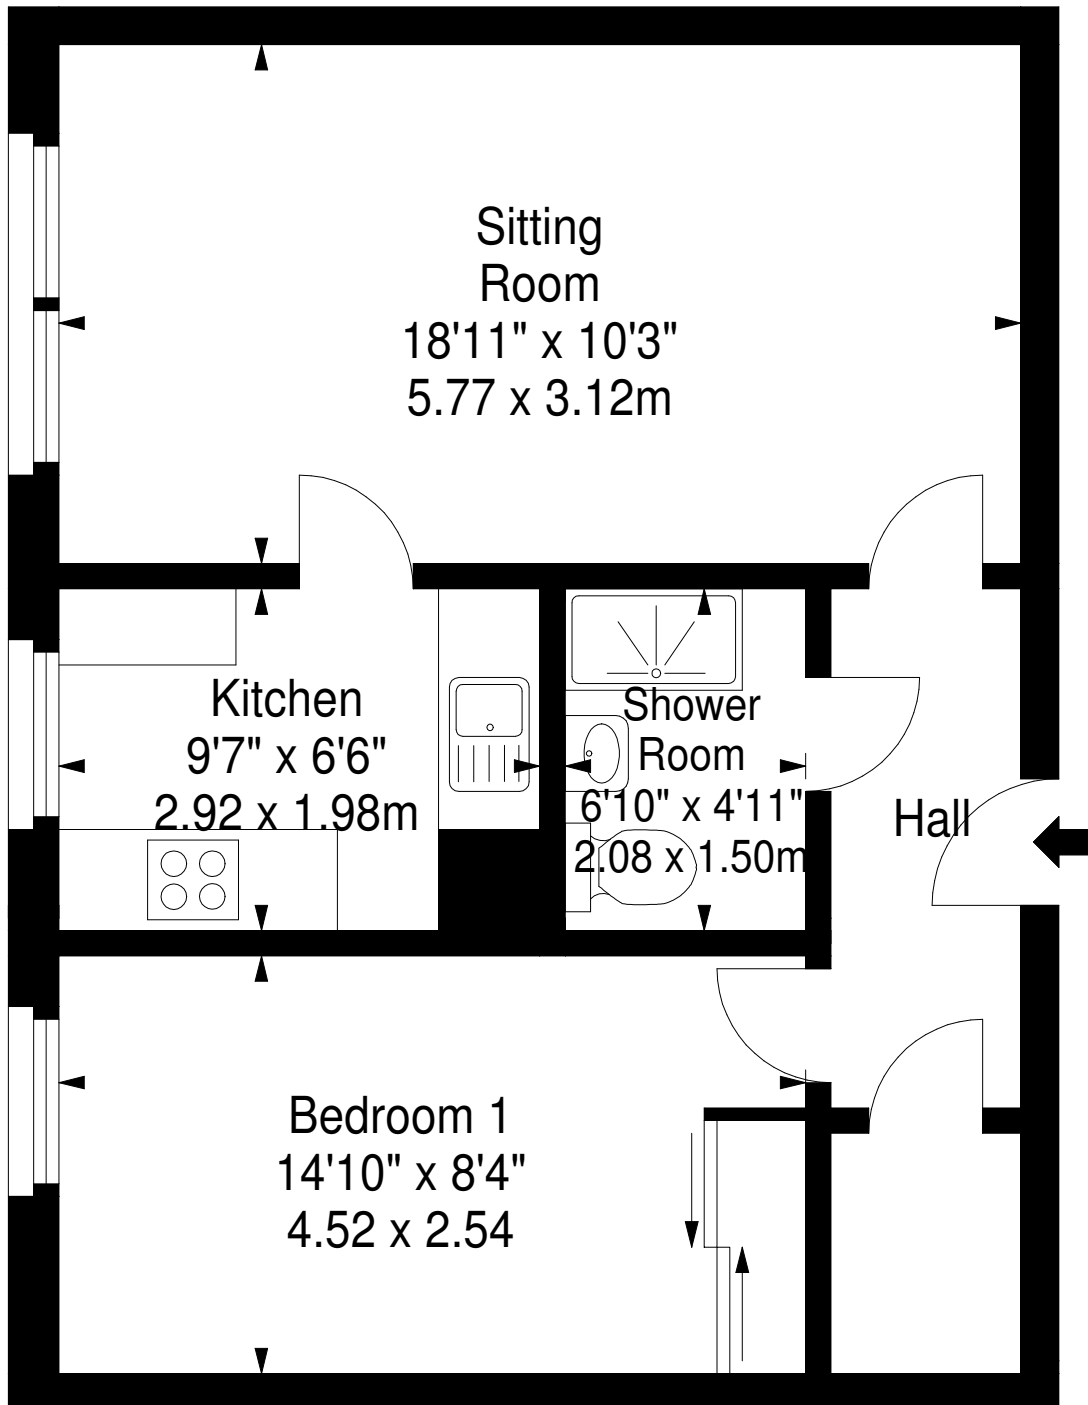 Sitting
Room
18'11" x 10'3"
5.77 x 3.12m
Kitchen
9'7" x 6'6"
2.92 x 1.98m
Shower
Room
6'10" x 4'11"
2.08 x 1.50m
Hall
Bedroom 1
14'10" x 8'4"
4.52 x 2.54